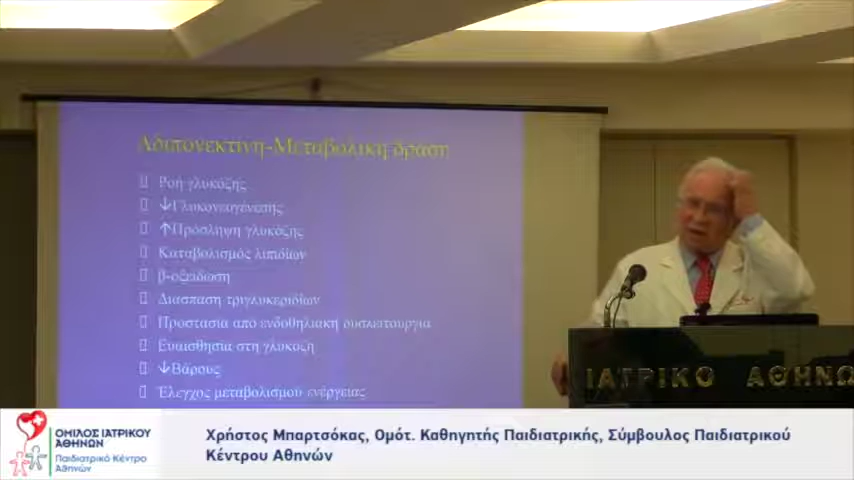 Αδιπονεκτίνη-Μεταβολική δράση
Ροή γλυκόζης
↓Γλυκονεογένεσης
↑Πρόσληψη γλυκόζης
Καταβολισμός λιπιδίων
β-οξείδωση
Διάσπαση τριγλυκεριδίων
Προστασία από ενδοθηλιακή δυσλειτουργία
Ευαισθησία στη γλυκόζη
↓Βάρους
Έλεγχος μεταβολισμού ενέργειας
ΙΑΤΡΙΚΟ ΑΘΗΝΩ
ΟΜΙΛΟΣ ΙΑΤΡΙΚΟΥ
ΑΘΗΝΩΝ
Παιδιατρικό Κέντρο
Αθηνών
Χρήστος Μπαρτσόκας, Ομότ. Καθηγητής Παιδιατρικής, Σύμβουλος Παιδιατρικού
Κέντρου Αθηνών